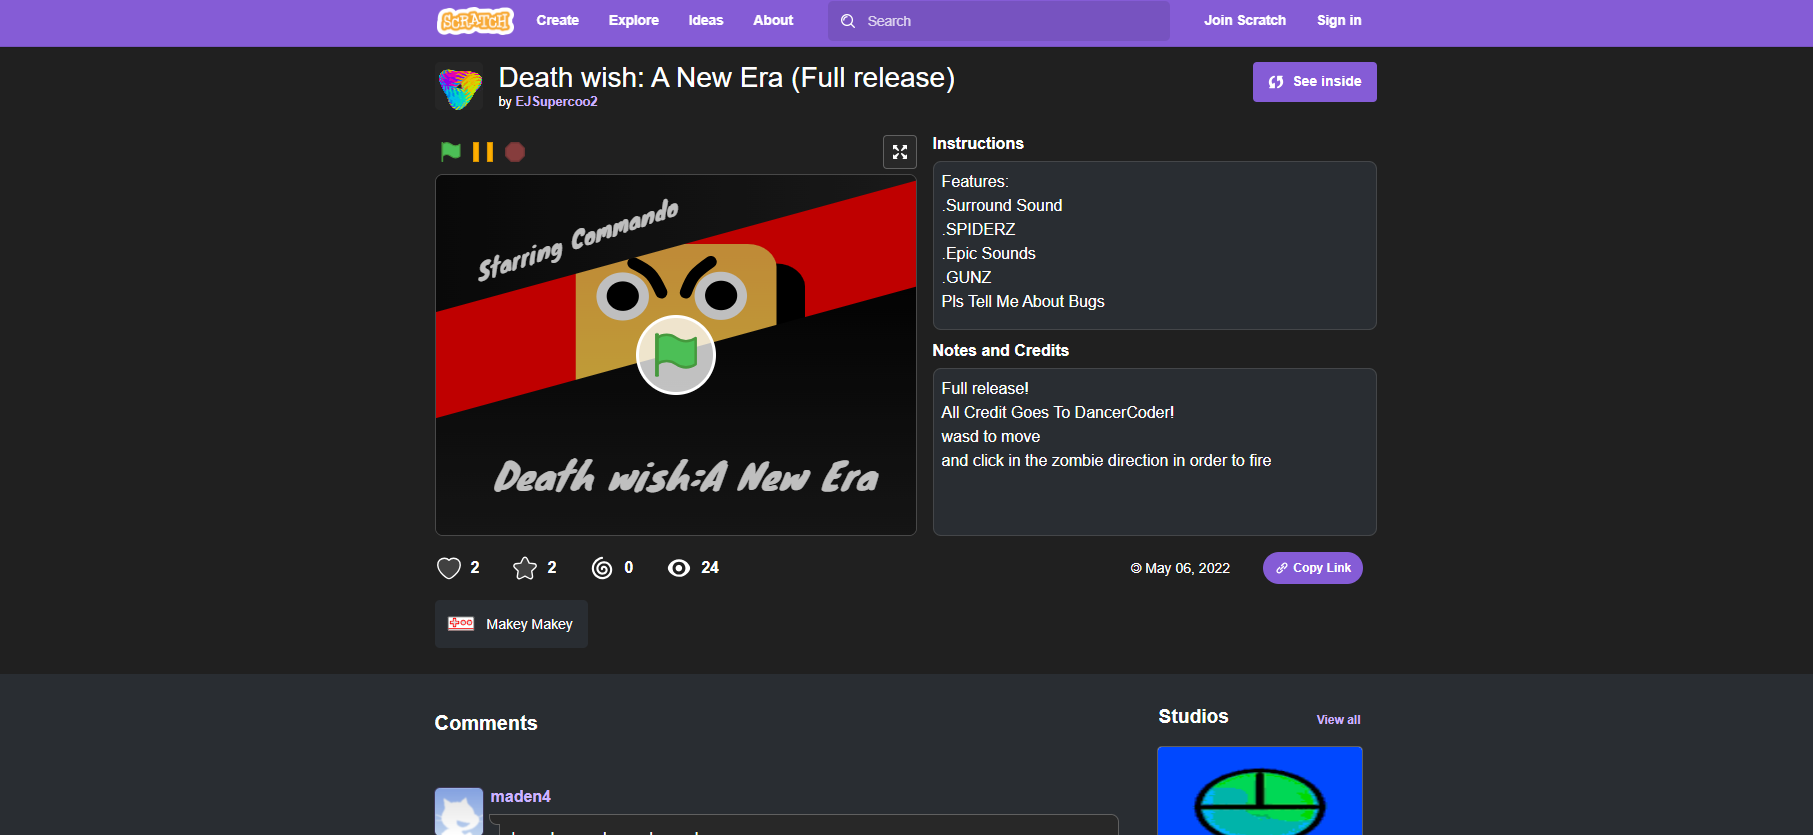 SCRATCH Create Explore Ideas About Search Join Scratch Sign in
Death wish: A New Era (Full release)
by EJSupercoo2
See inside
Starring Commando
Death wish:A New Era
Instructions
Features:
.Surround Sound
.SPIDERZ
.Epic Sounds
.GUNZ
Pls Tell Me About Bugs
Notes and Credits
Full release!
All Credit Goes To DancerCoder!
wasd to move
and click in the zombie direction in order to fire
2 2 0 24
© May 06, 2022 Copy Link
Makey Makey
Comments
Studios View all
maden4